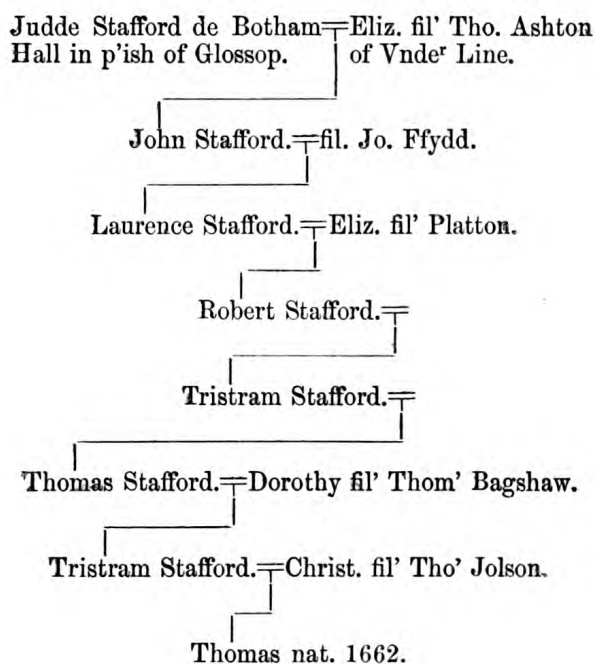 Judde Stafford de Botham Eliz. fil' Tho. Ashton
Hall in p'ish of Glossop. of Vndeʳ Line.
John Stafford. fil. Jo. Ffydd.
Laurence Stafford. Eliz. fil' Platton.
Robert Stafford.
Tristram Stafford.
Thomas Stafford. Dorothy fil' Thom' Bagshaw.
Tristram Stafford. Christ. fil' Tho' Jolson.
Thomas nat. 1662.